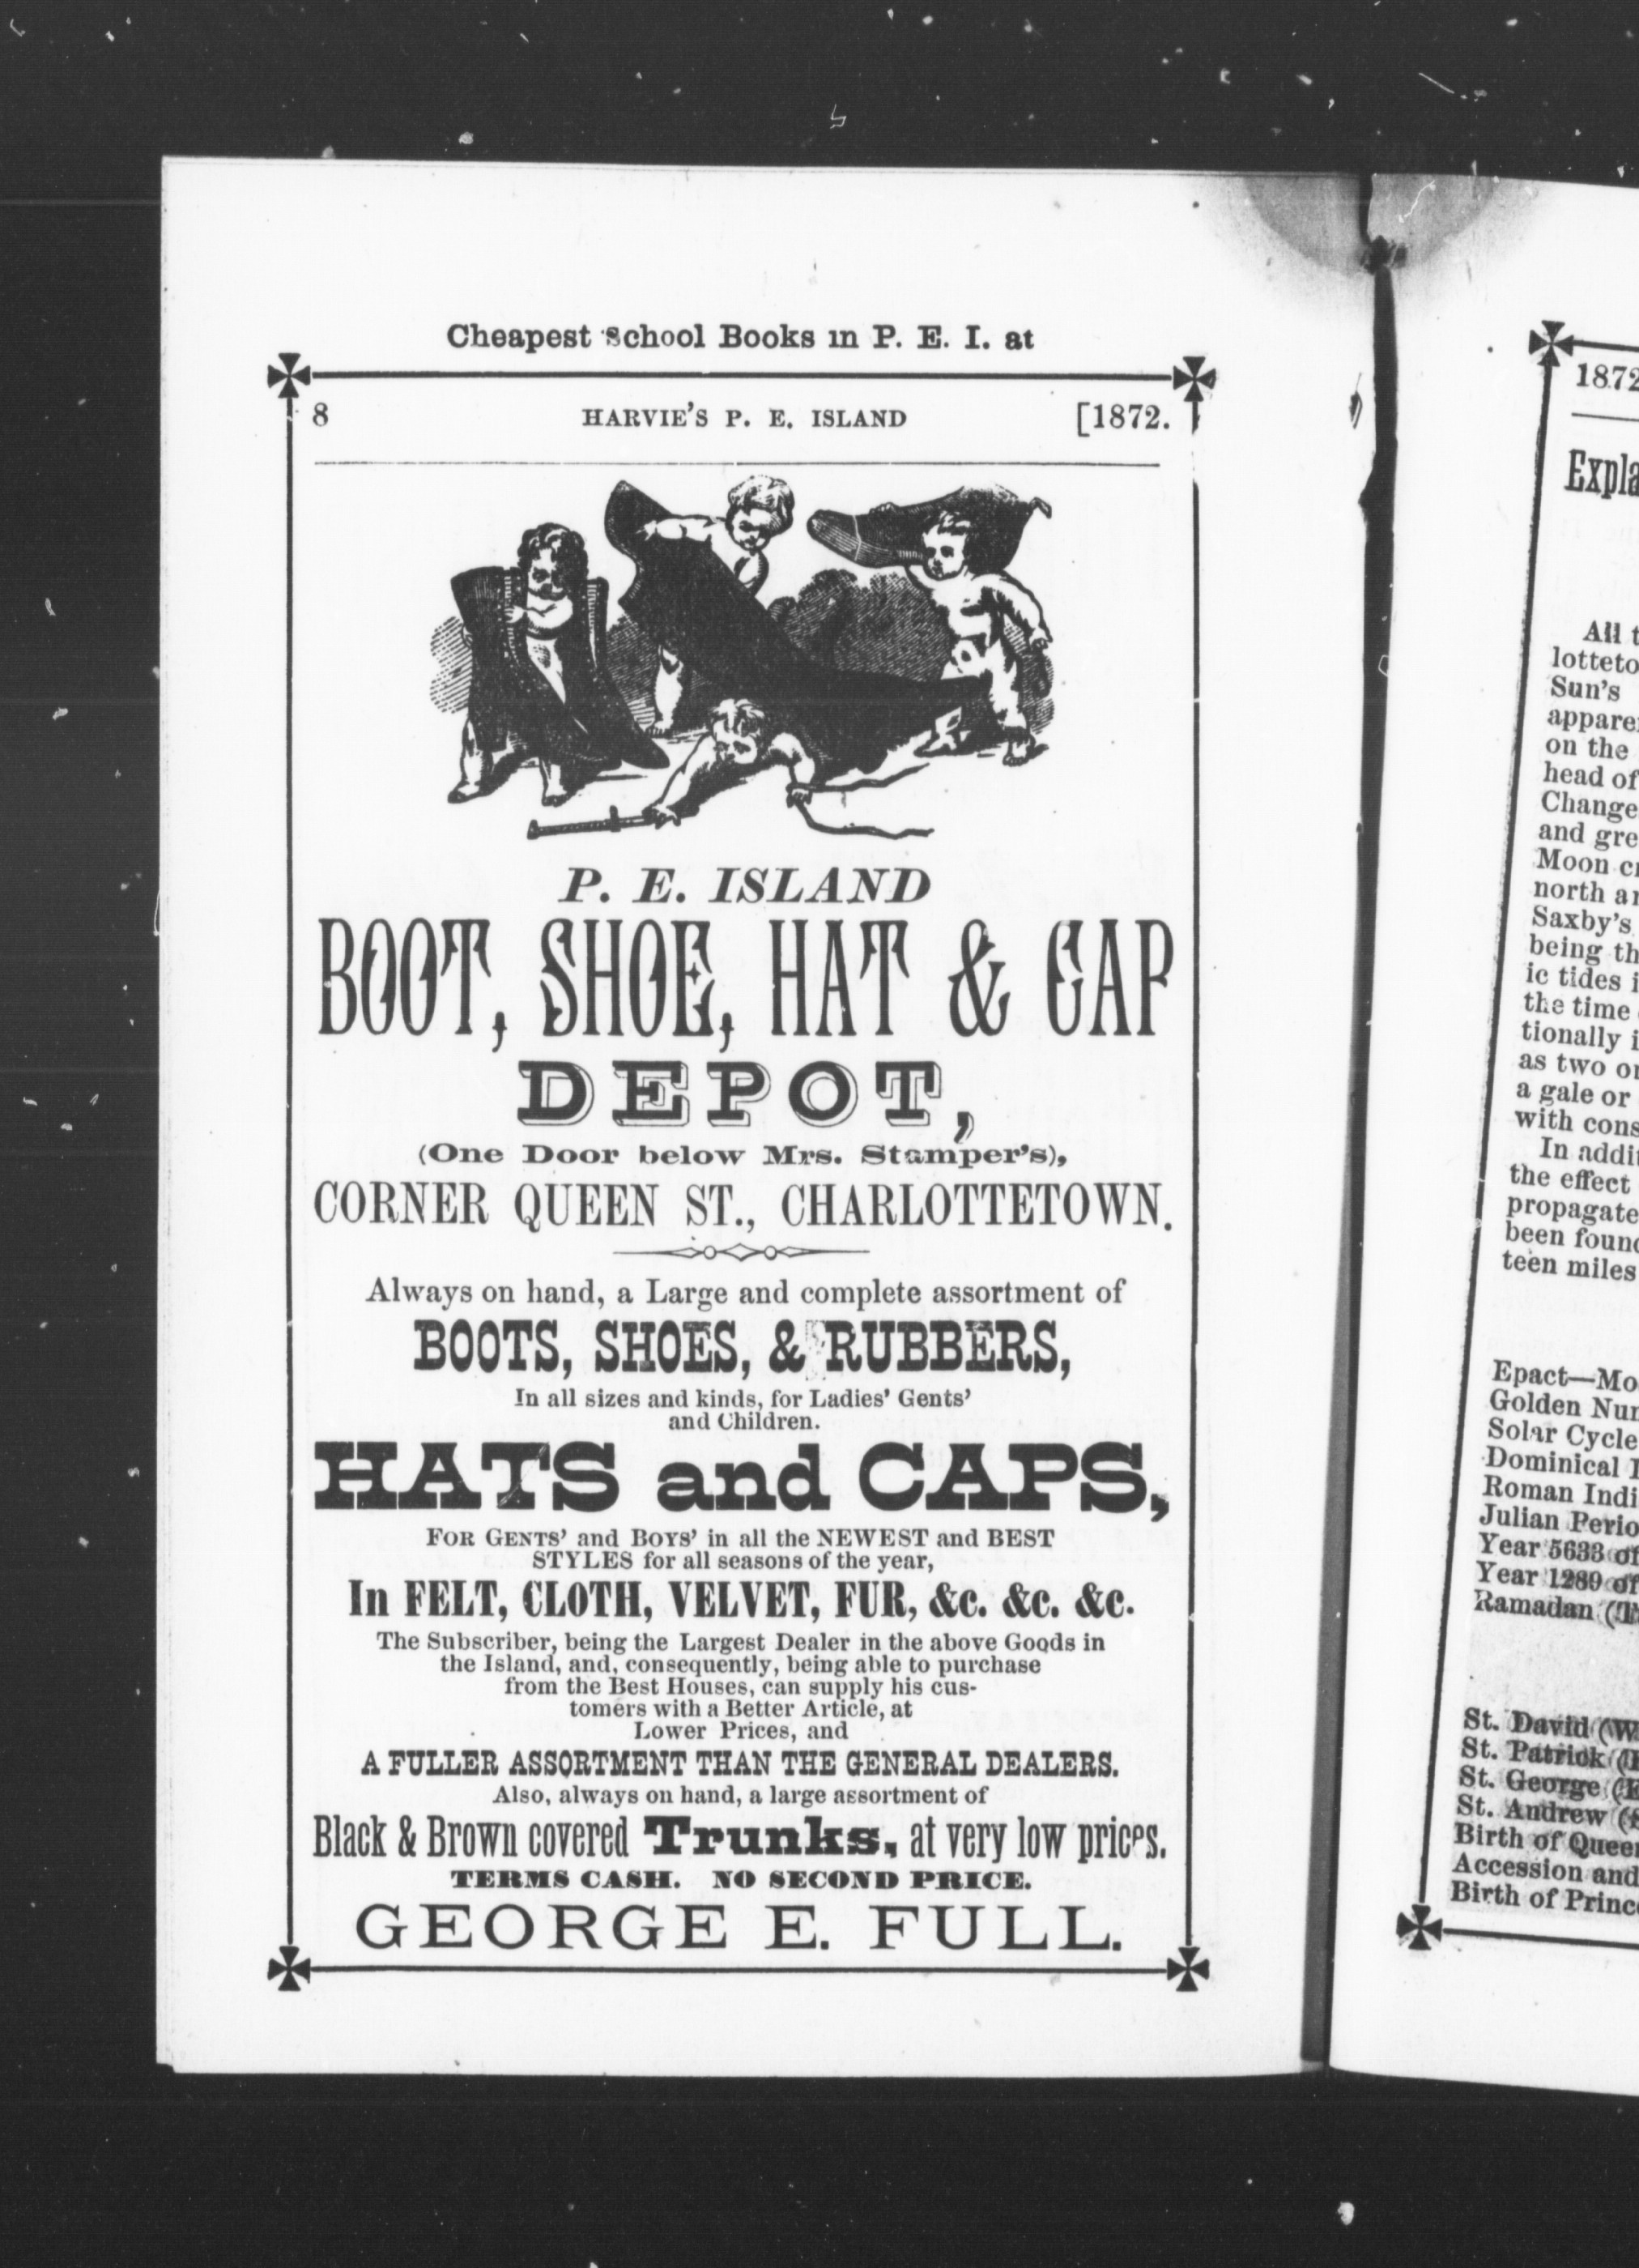 Cheapest School Books in P. E. I. at
8 HARVIE'S P. E. ISLAND [1872.
P. E. ISLAND
BOOT, SHOE, HAT & CAP
DEPOT,
(One Door below Mrs. Stamper's),
CORNER QUEEN ST., CHARLOTTETOWN.
Always on hand, a Large and complete assortment of
BOOTS, SHOES, & RUBBERS,
In all sizes and kinds, for Ladies' Gents'
and Children.
HATS and CAPS,
FOR GENTS' and BOYS' in all the NEWEST and BEST
STYLES for all seasons of the year,
In FELT, CLOTH, VELVET, FUR, &c. &c. &c.
The Subscriber, being the Largest Dealer in the above Goods in
the Island, and, consequently, being able to purchase
from the Best Houses, can supply his cus-
tomers with a Better Article, at
Lower Prices, and
A FULLER ASSORTMENT THAN THE GENERAL DEALERS.
Also, always on hand, a large assortment of
Black & Brown covered Trunks, at very low prices.
TERMS CASH. NO SECOND PRICE.
GEORGE E. FULL.
1872
Expla
All t
lotteto
Sun's
appare
on the
head of
Change
and gre
Moon cr
north an
Saxby's
being th
ic tides i
the time
tionally i
as two or
a gale or
with cons
In addit
the effect
propagate
been found
teen miles
Epact—Mo
Golden Num
Solar Cycle
Dominical L
Roman Indi
Julian Perio
Year 5633 of
Year 1289 of
Ramadan (T
St. David (W
St. Patrick
St. George
St. Andrew
Birth of Queen
Accession and
Birth of Prince